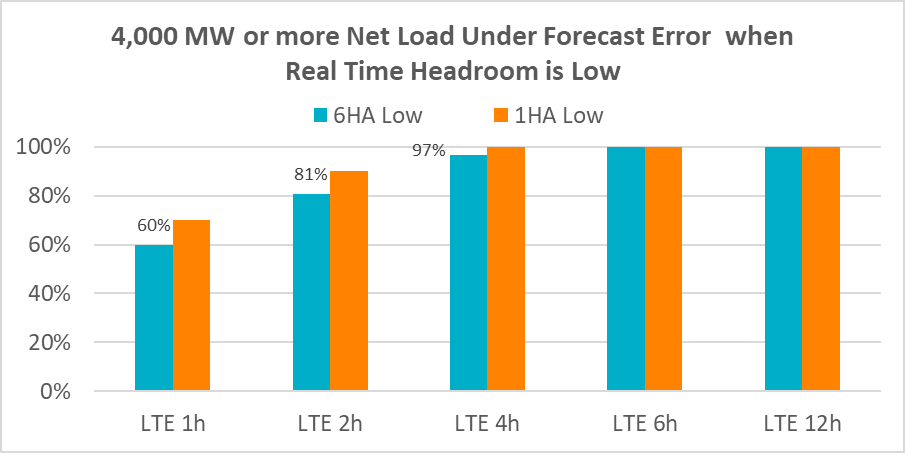 4,000 MW or more Net Load Under Forecast Error when
Real Time Headroom is Low
6HA Low 1HA Low
100%
97%
81%
80%
60%
60%
40%
20%
0%
LTE 1h LTE 2h LTE 4h LTE 6h LTE 12h